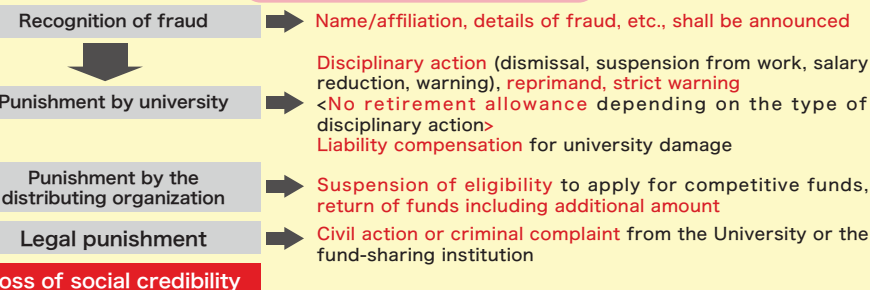 Recognition of fraud
Name/affiliation, details of fraud, etc., shall be announced
Punishment by university
Disciplinary action (dismissal, suspension from work, salary
reduction, warning), reprimand, strict warning
<No retirement allowance depending on the type of
disciplinary action>
Liability compensation for university damage
Punishment by the
distributing organization
Suspension of eligibility to apply for competitive funds,
return of funds including additional amount
Legal punishment
Civil action or criminal complaint from the University or the
fund-sharing institution
of social credibility